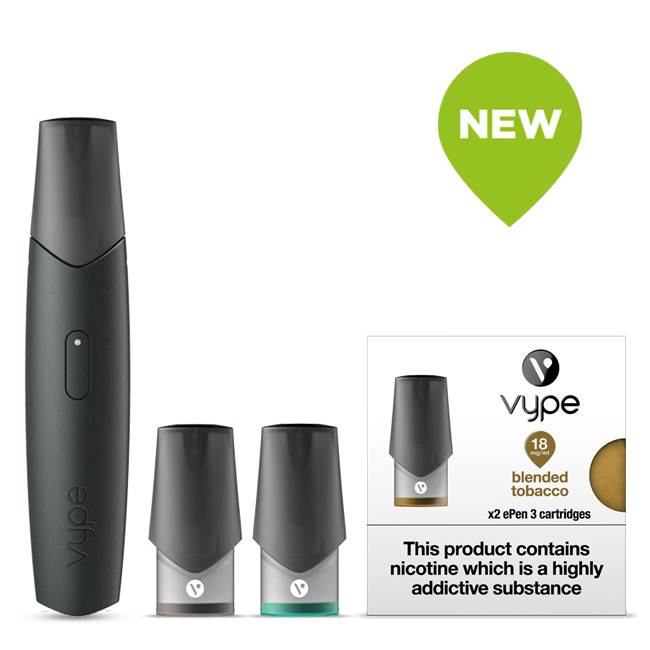 NEW
vype
18
mg/ml
blended
tobacco
x2 ePen 3 cartridges
This product contains
nicotine which is a highly
addictive substance
vype